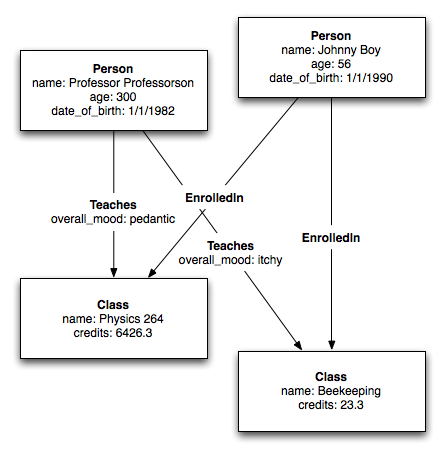 Person
name: Professor Professorson
age: 300
date_of_birth: 1/1/1982
Person
name: Johnny Boy
age: 56
date_of_birth: 1/1/1990
Teaches
overall_mood: pedantic
EnrolledIn
Teaches
overall_mood: itchy
EnrolledIn
Class
name: Physics 264
credits: 6426.3
Class
name: Beekeeping
credits: 23.3